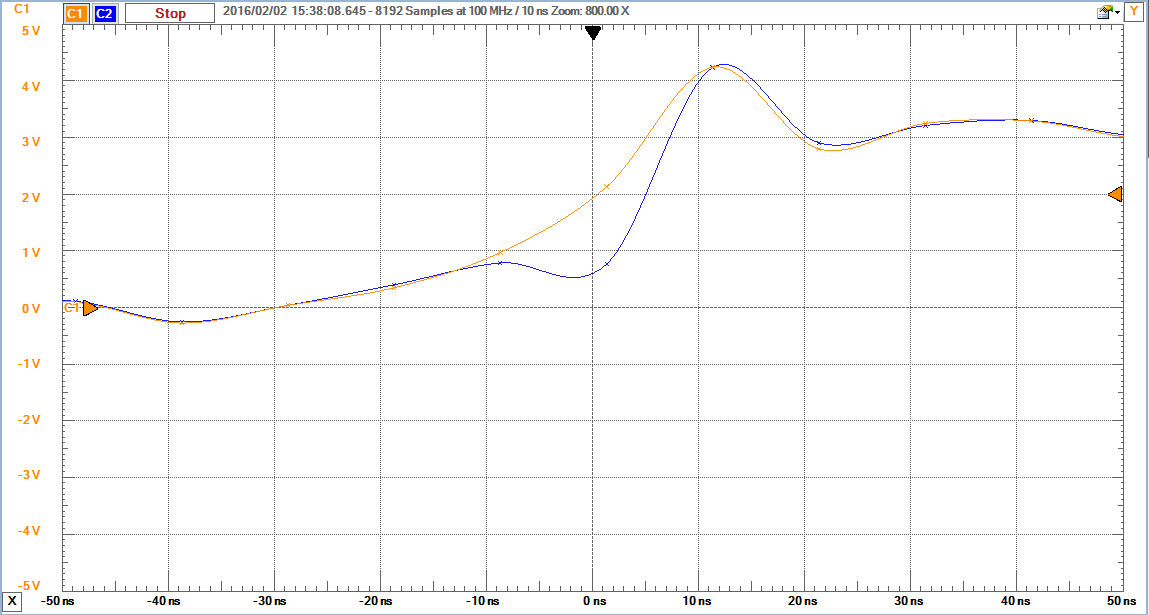 C1 C1 C2 Stop 2016/02/02 15:38:08.645 - 8192 Samples at 100 MHz / 10 ns Zoom: 800.00 X Y
5 V
4 V
3 V
2 V
1 V
C1
0 V
-1 V
-2 V
-3 V
-4 V
-5 V
X -50 ns -40 ns -30 ns -20 ns -10 ns 0 ns 10 ns 20 ns 30 ns 40 ns 50 ns